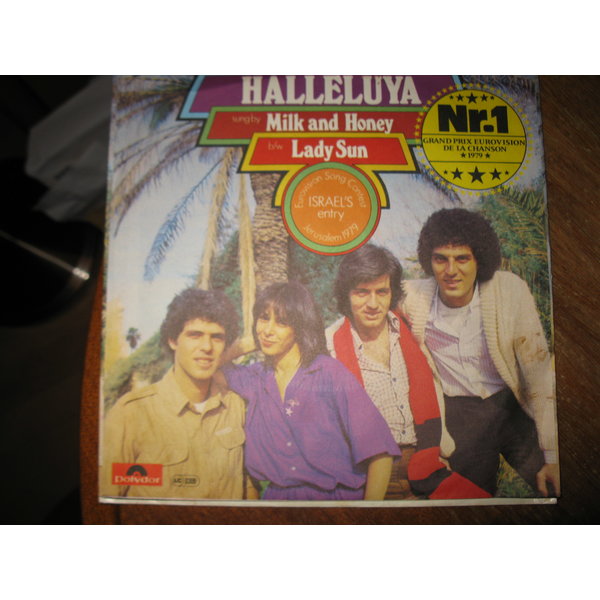 HALLELUYA
sung by Milk and Honey
b/w Lady Sun
Eurovision Song Contest
ISRAEL'S
entry
Jerusalem 1979
Nr.1
GRAND PRIX EUROVISION
DE LA CHANSON
★ 1979 ★
Polydor